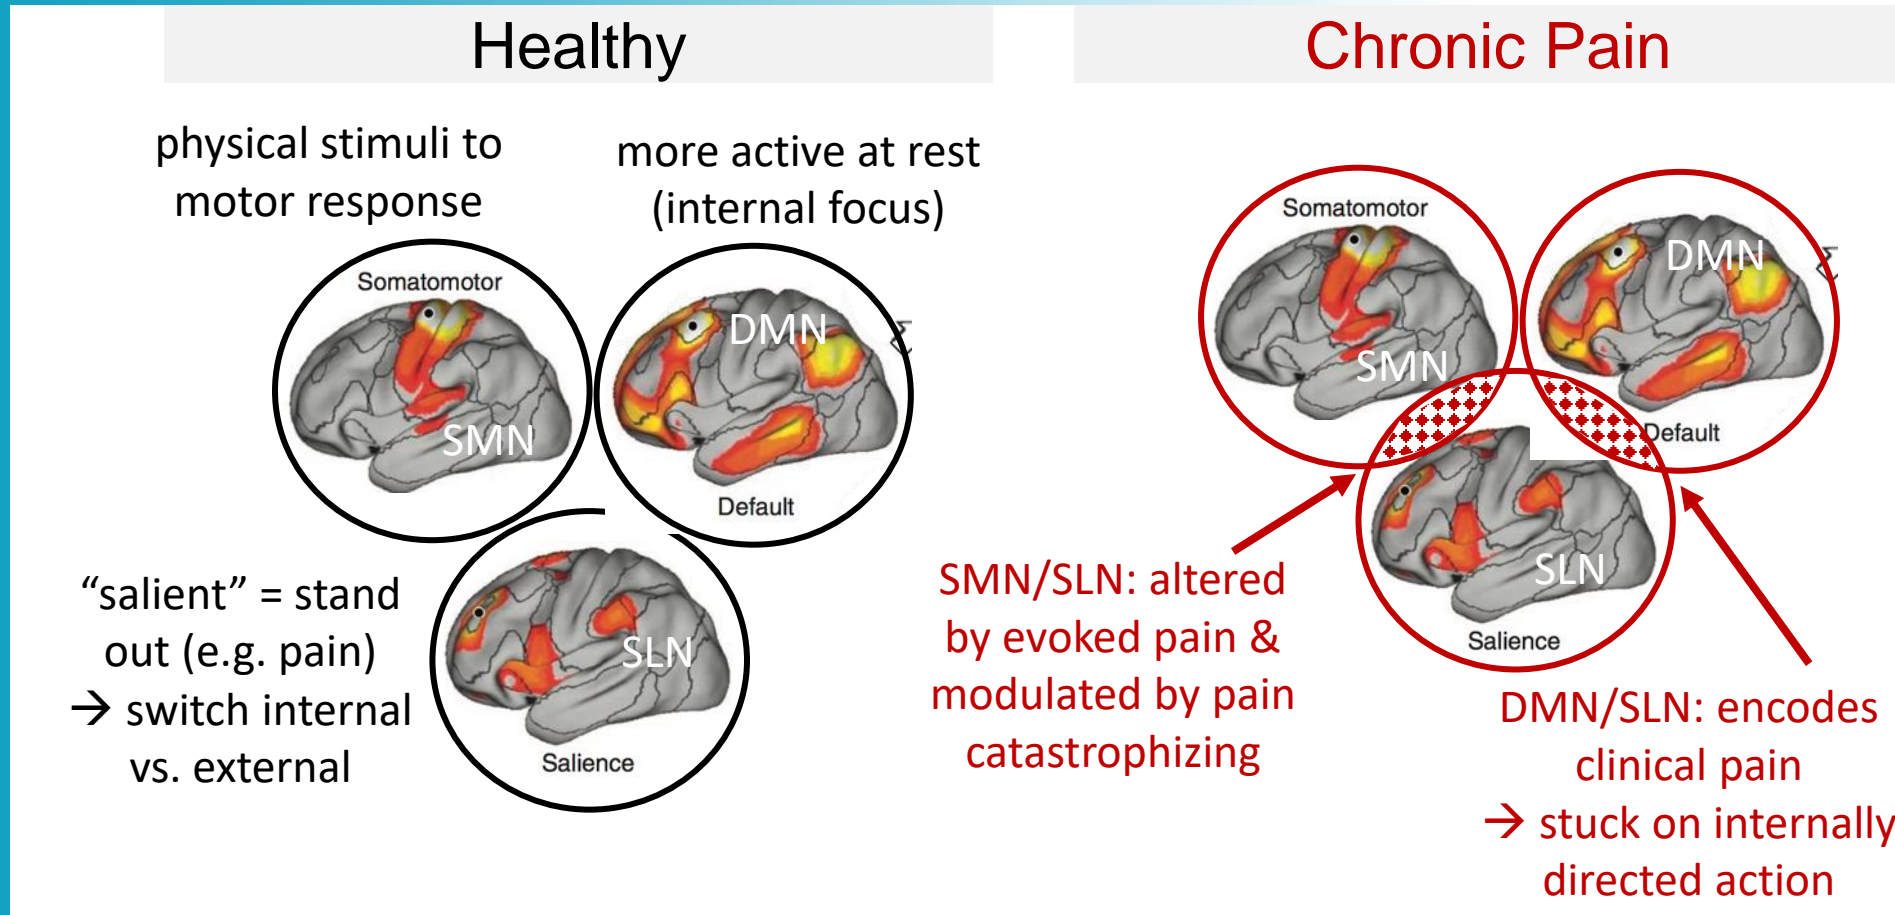 Healthy
physical stimuli to
motor response
more active at rest
(internal focus)
Somatomotor
SMN
DMN
Default
“salient” = stand
out (e.g. pain)
→ switch internal
vs. external
SLN
Salience
Chronic Pain
Somatomotor
SMN
DMN
Default
SLN
Salience
SMN/SLN: altered
by evoked pain &
modulated by pain
catastrophizing
DMN/SLN: encodes
clinical pain
→ stuck on internally
directed action